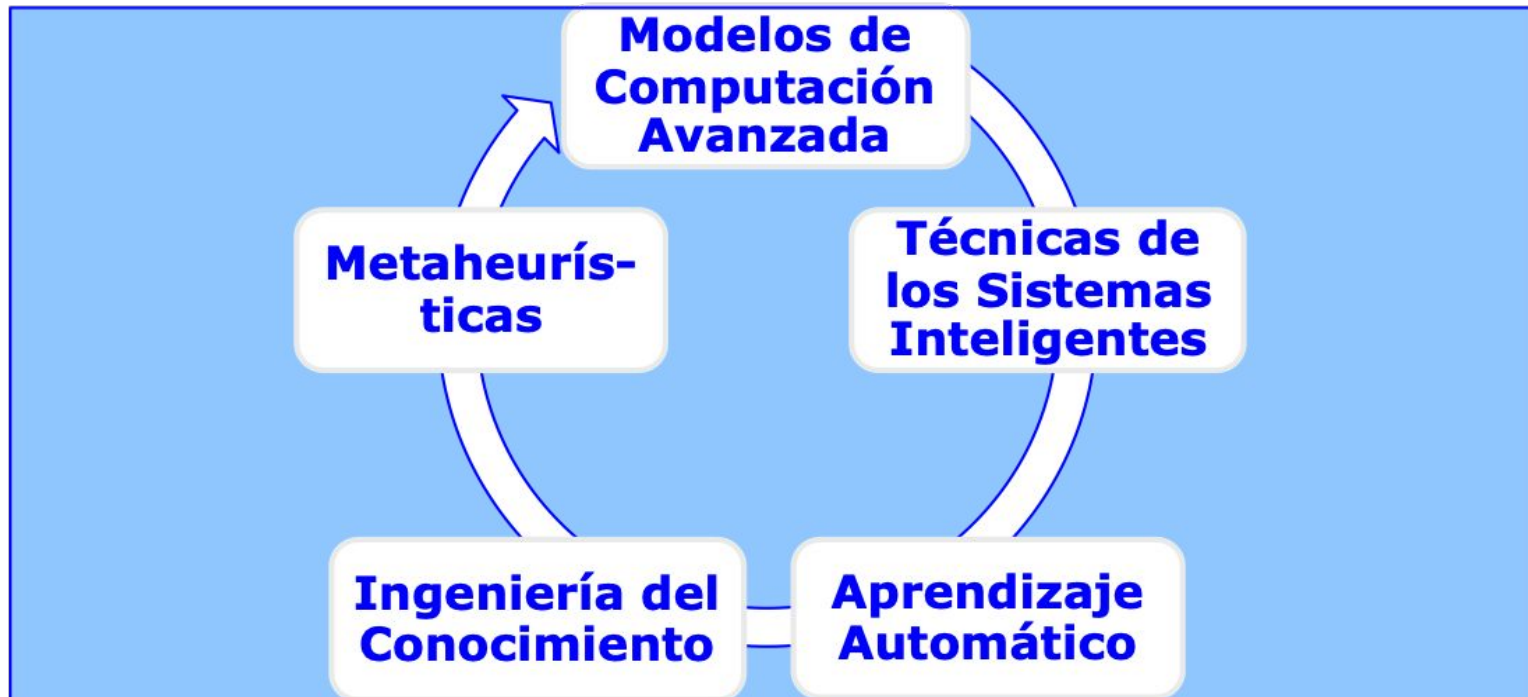 Modelos de
Computación
Avanzada
Técnicas de
los Sistemas
Inteligentes
Aprendizaje
Automático
Ingeniería del
Conocimiento
Metaheurís-
ticas